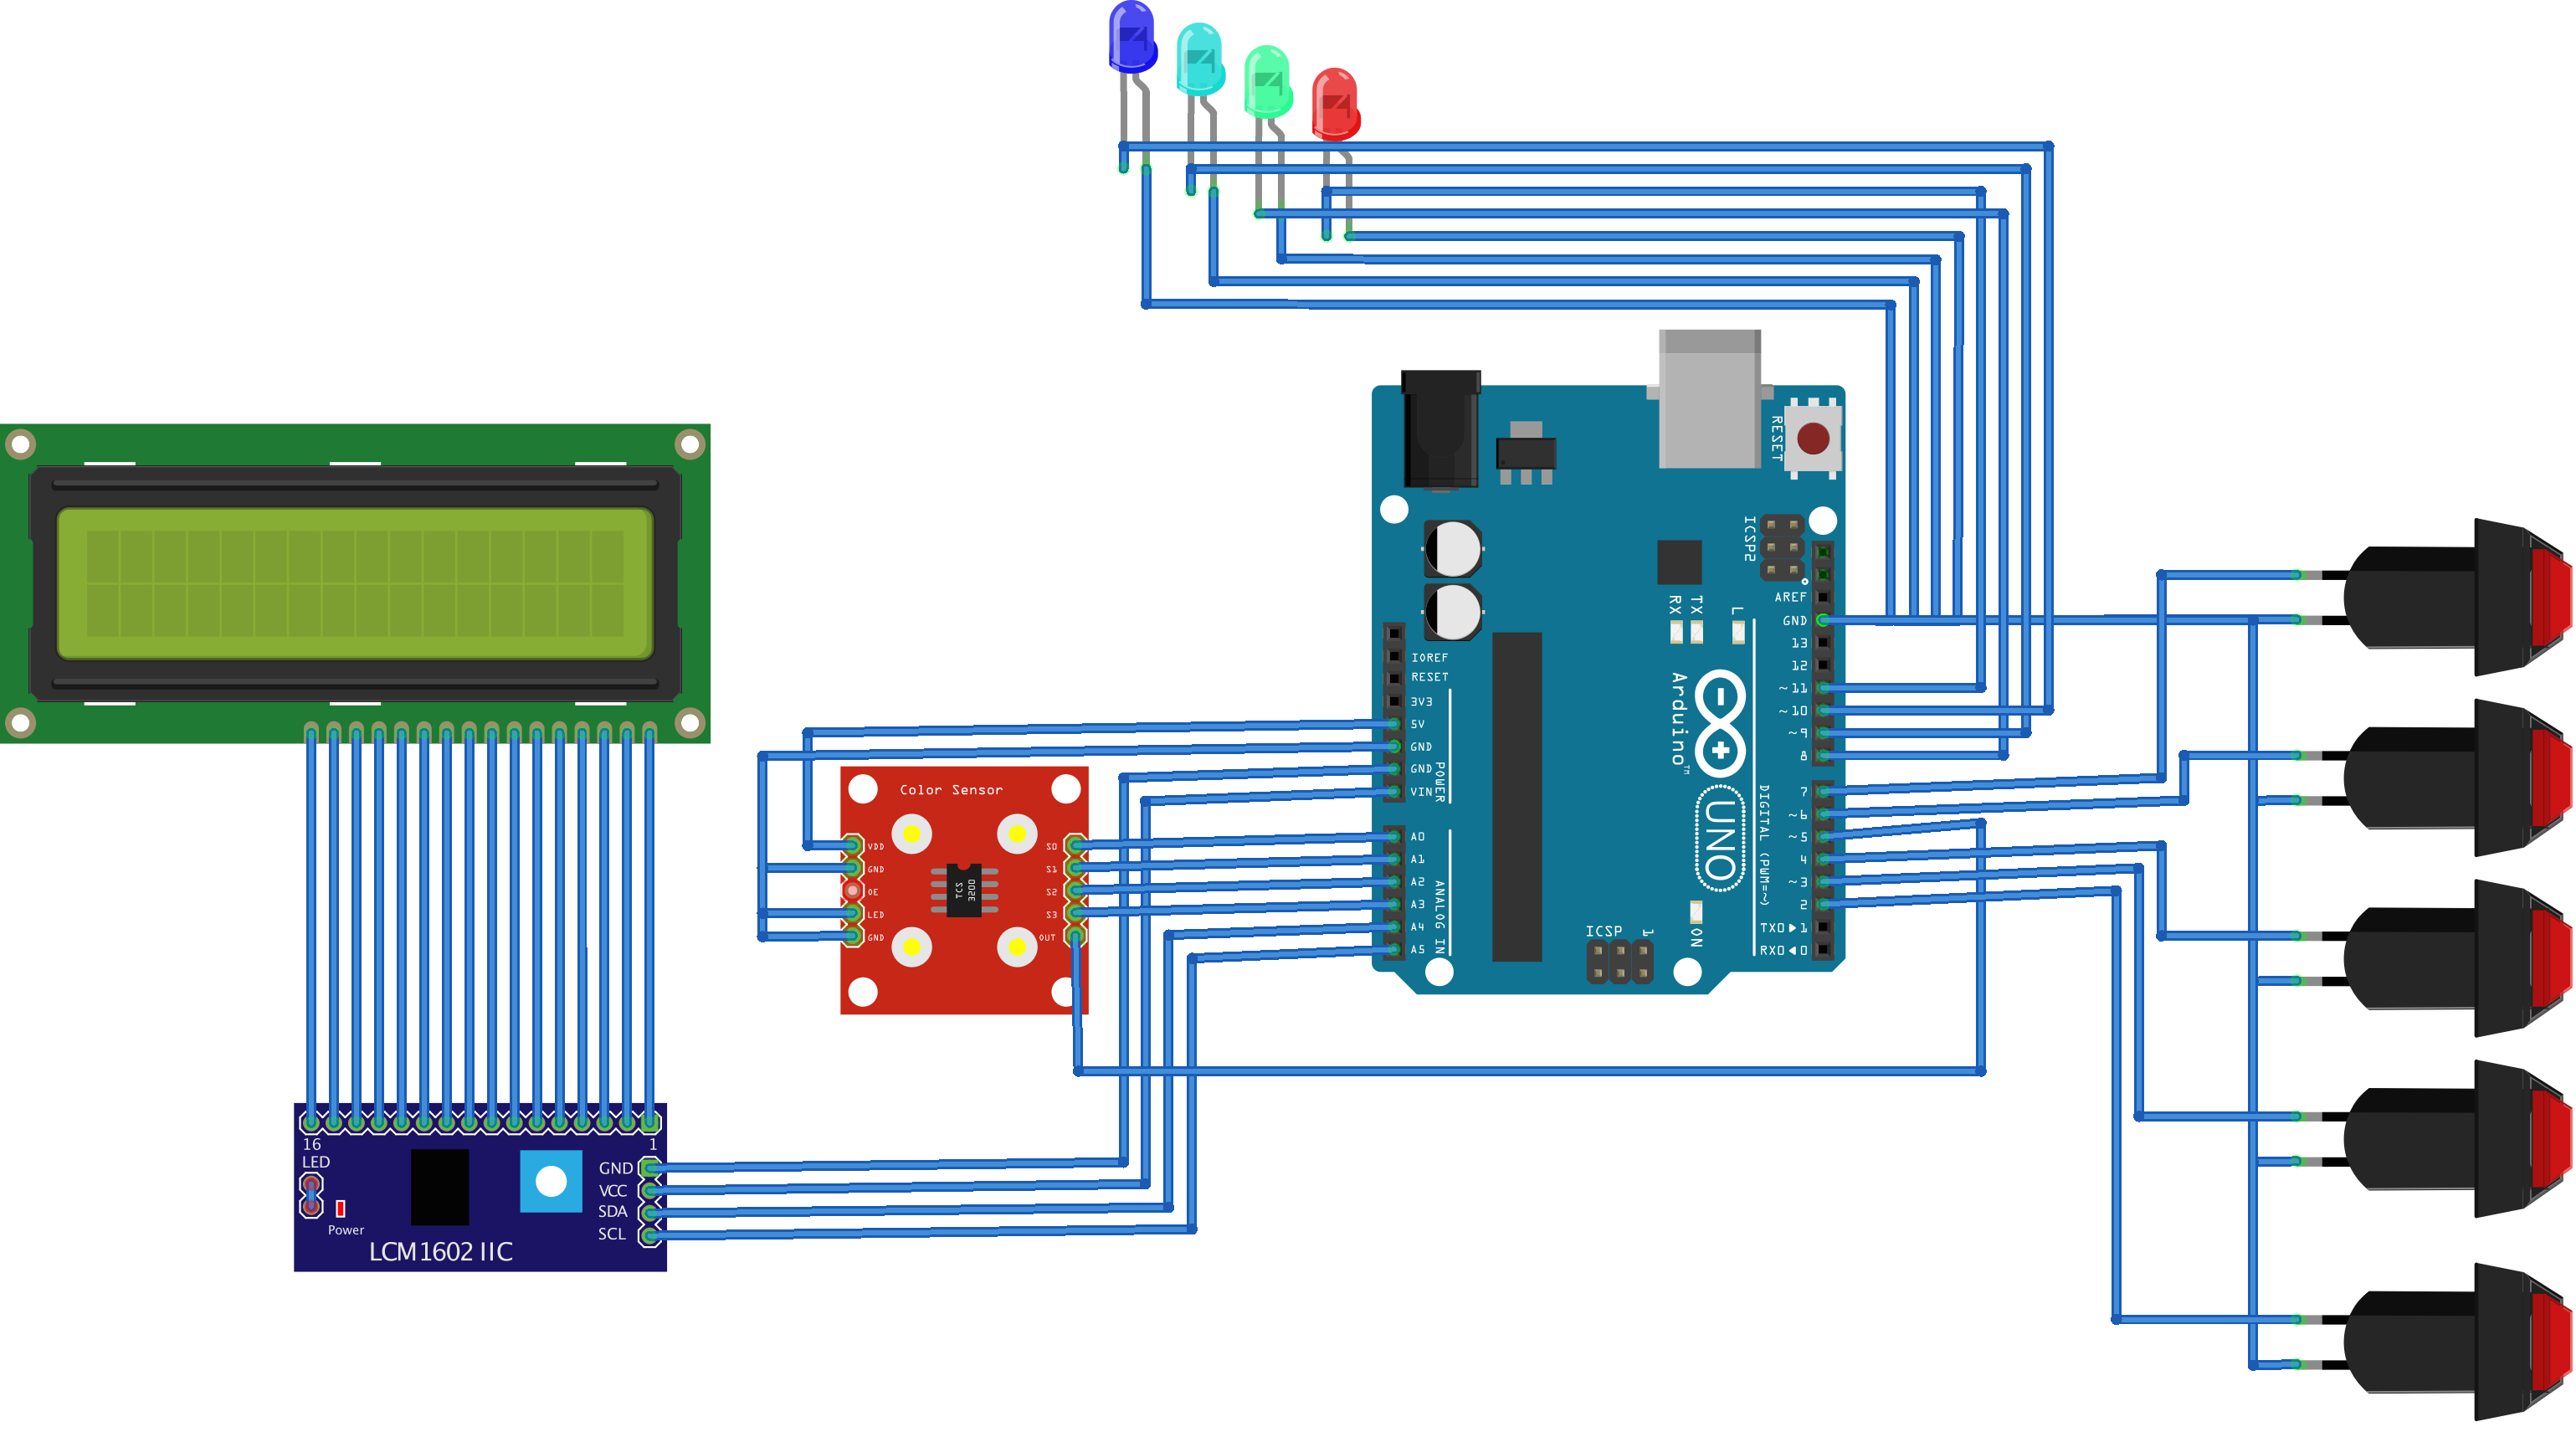 RESET
ICSP2
AREF
GND
13
12
~11
~10
~9
8
7
~6
~5
4
~3
2
TX0▶1
RX0◀0
DIGITAL (PWM=~)
RX
TX
L
Arduino™
UNO
ON
ICSP
1
IOREF
RESET
3V3
5V
GND
GND
VIN
POWER
A0
A1
A2
A3
A4
A5
ANALOG IN
Color Sensor
VDD
GND
OE
LED
GND
S0
S1
S2
S3
OUT
TCS
3200
16
1
LED
Power
GND
VCC
SDA
SCL
LCM1602 IIC